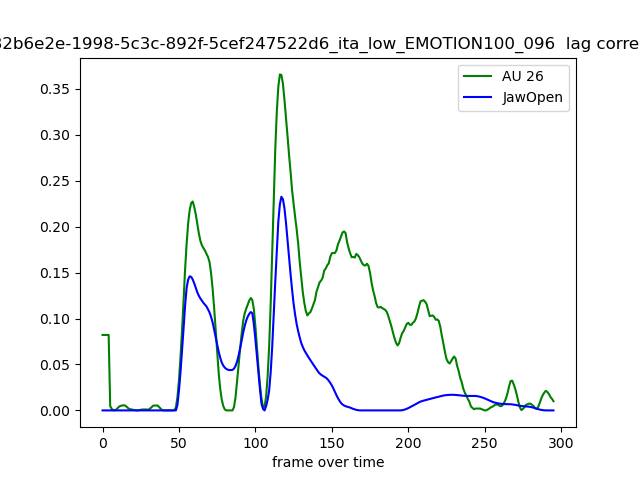 32b6e2e-1998-5c3c-892f-5cef247522d6_ita_low_EMOTION100_096 lag corre
AU 26
JawOpen
0.35
0.30
0.25
0.20
0.15
0.10
0.05
0.00
0 50 100 150 200 250 300
frame over time